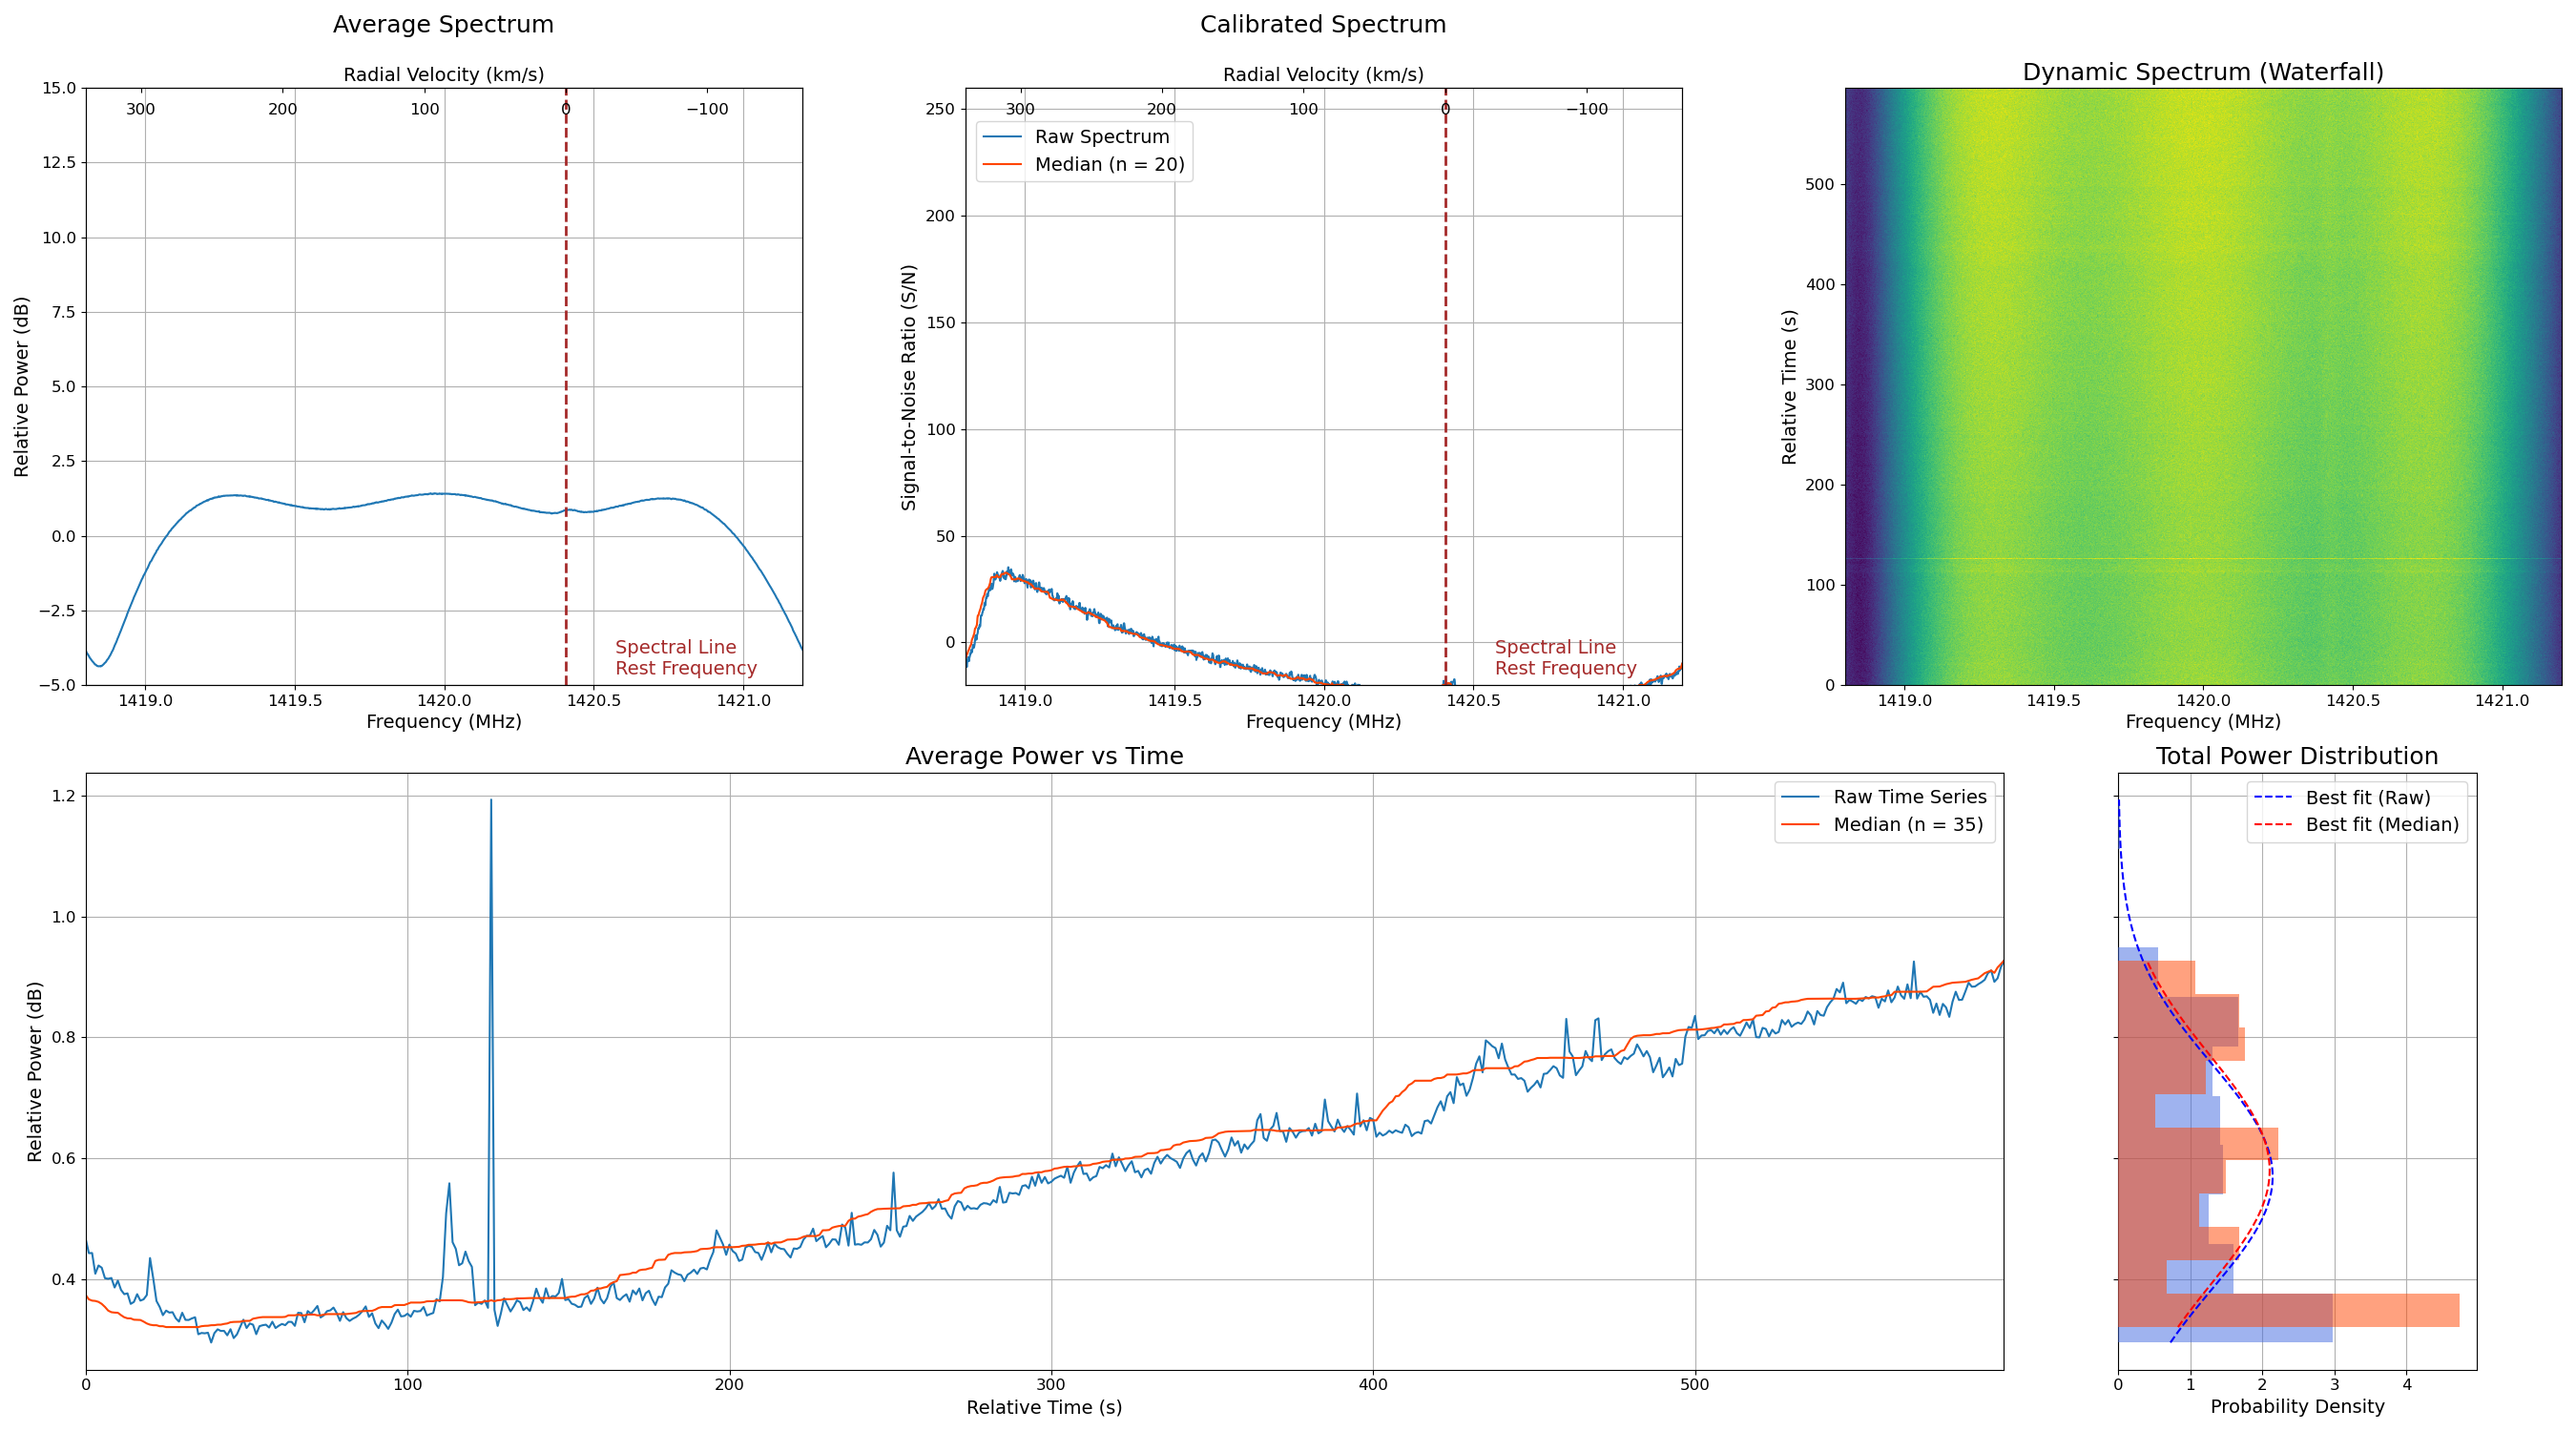 Average Spectrum
Radial Velocity (km/s)
300 200 100 0 −100
15.0
12.5
10.0
7.5
5.0
2.5
0.0
−2.5
−5.0
Relative Power (dB)
Spectral Line
Rest Frequency
1419.0 1419.5 1420.0 1420.5 1421.0
Frequency (MHz)
Calibrated Spectrum
Radial Velocity (km/s)
300 200 100 0 −100
Raw Spectrum
Median (n = 20)
250
200
150
100
50
0
Signal-to-Noise Ratio (S/N)
Spectral Line
Rest Frequency
1419.0 1419.5 1420.0 1420.5 1421.0
Frequency (MHz)
Dynamic Spectrum (Waterfall)
500
400
300
200
100
0
Relative Time (s)
1419.0 1419.5 1420.0 1420.5 1421.0
Frequency (MHz)
Average Power vs Time
Raw Time Series
Median (n = 35)
1.2
1.0
0.8
0.6
0.4
Relative Power (dB)
0 100 200 300 400 500
Relative Time (s)
Total Power Distribution
Best fit (Raw)
Best fit (Median)
0 1 2 3 4
Probability Density